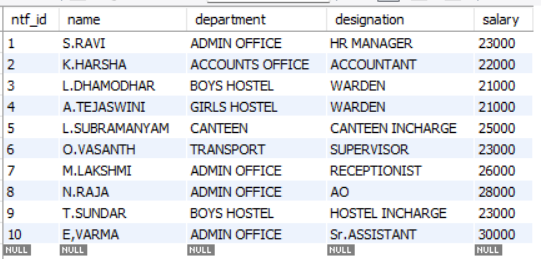 ntf_id name department designation salary
1 S.RAVI ADMIN OFFICE HR MANAGER 23000
2 K.HARSHA ACCOUNTS OFFICE ACCOUNTANT 22000
3 L.DHAMODHAR BOYS HOSTEL WARDEN 21000
4 A.TEJASWINI GIRLS HOSTEL WARDEN 21000
5 L.SUBRAMANYAM CANTEEN CANTEEN INCHARGE 25000
6 O.VASANTH TRANSPORT SUPERVISOR 23000
7 M.LAKSHMI ADMIN OFFICE RECEPTIONIST 26000
8 N.RAJA ADMIN OFFICE AO 28000
9 T.SUNDAR BOYS HOSTEL HOSTEL INCHARGE 23000
10 E,VARMA ADMIN OFFICE Sr.ASSISTANT 30000
NULL NULL NULL NULL NULL